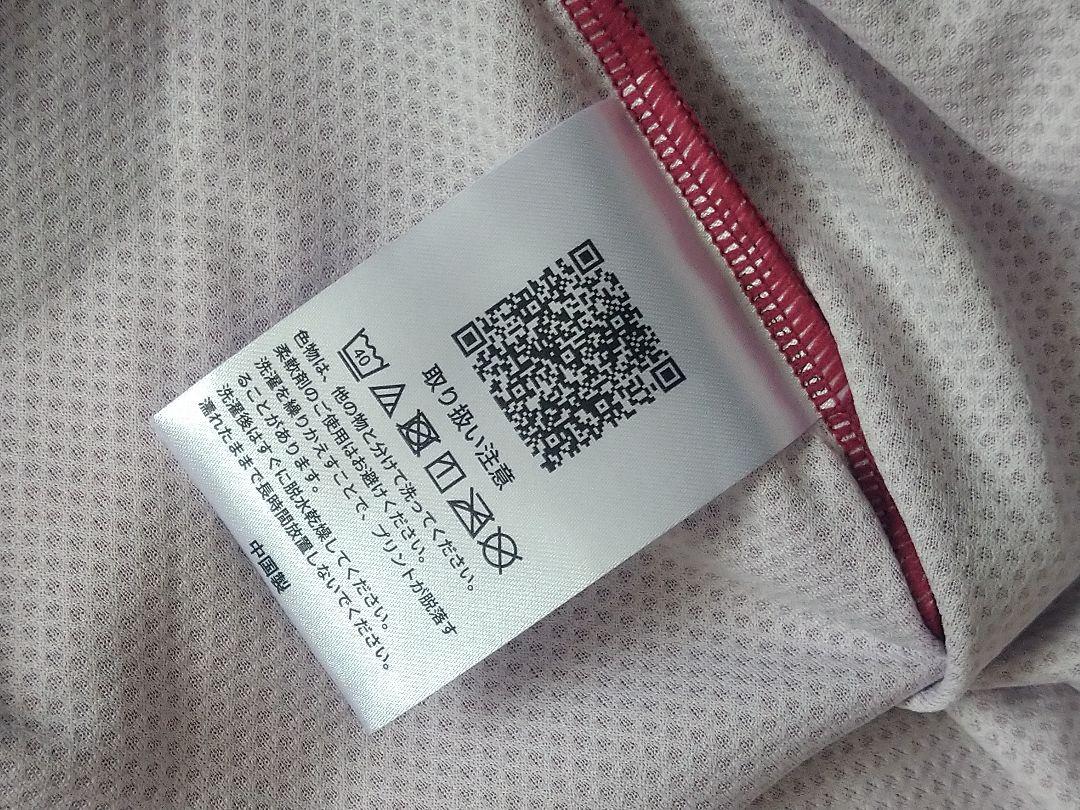 取り扱い注意
40
色物は、他の物と分けて洗ってください。
柔軟剤のご使用はお避けください。
洗濯を繰りかえすことで、プリントが脱落す
ることがあります。
洗濯後はすぐに脱水乾燥してください。
濡れたままで長時間放置しないでください。
中国製